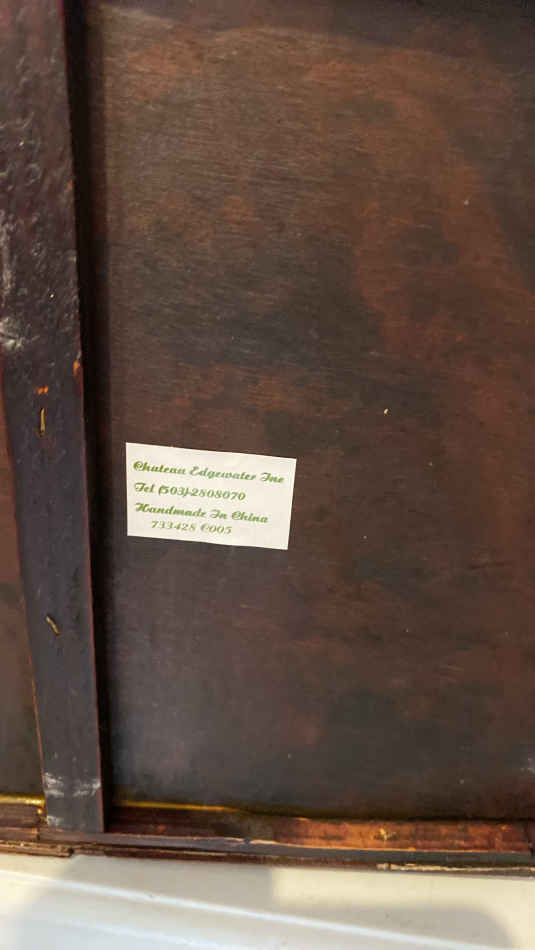 Chateau Edgewater Inc
Tel (503)-2808070
Handmade In China
733428 C005